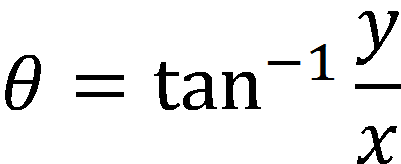 θ = tan⁻¹ y/x